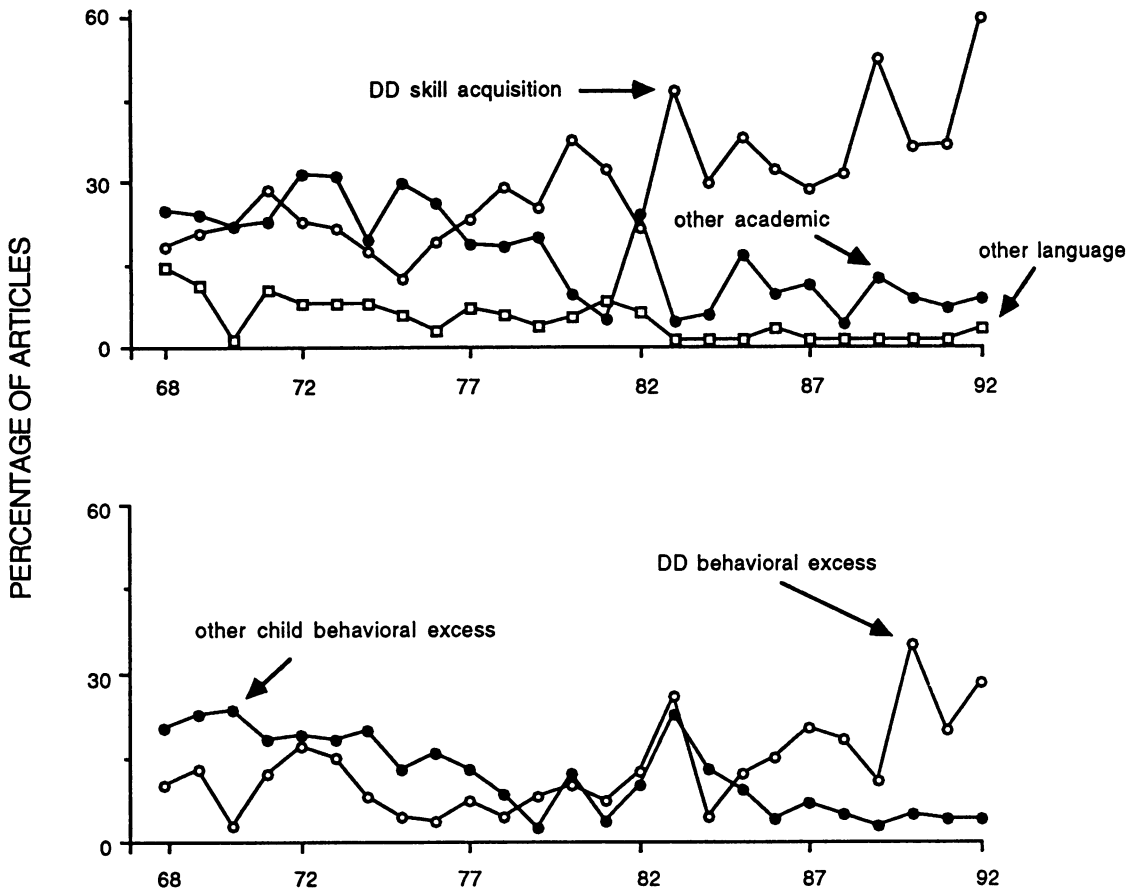 PERCENTAGE OF ARTICLES
60
30
0
DD skill acquisition
other academic
other language
68 72 77 82 87 92
60
30
0
DD behavioral excess
other child behavioral excess
68 72 77 82 87 92